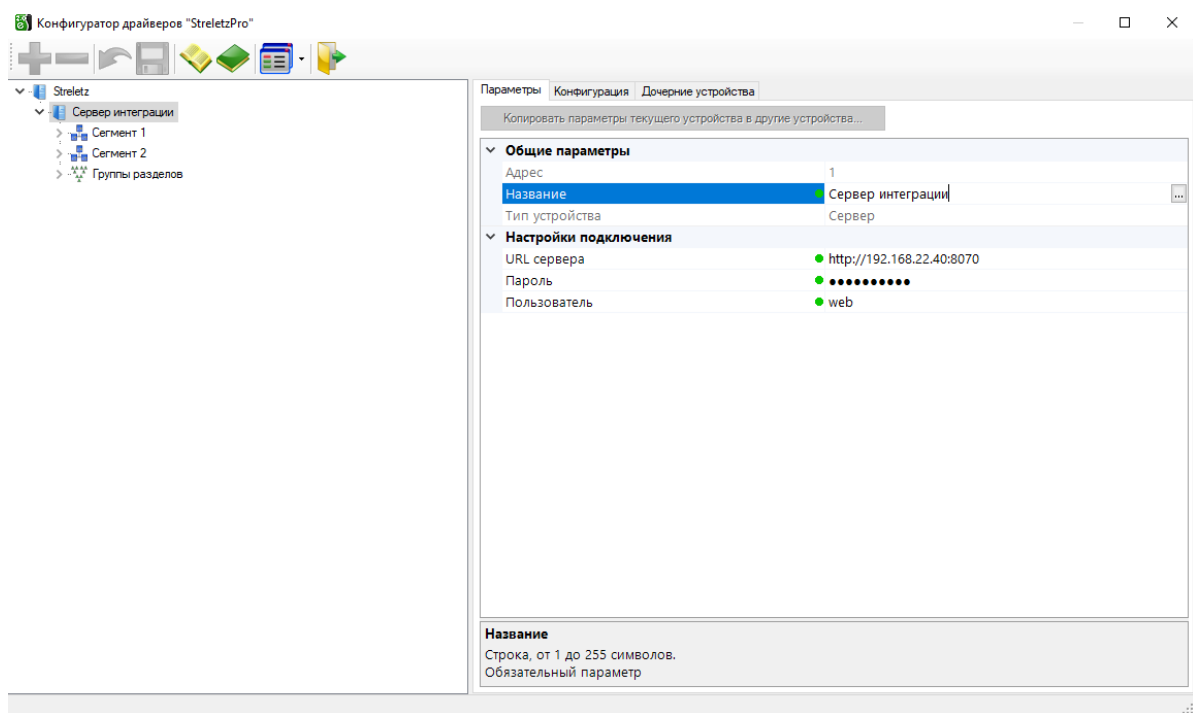 Конфигуратор драйверов "StreletzPro"
Streletz
Сервер интеграции
Сегмент 1
Сегмент 2
Группы разделов
Параметры Конфигурация Дочерние устройства
Копировать параметры текущего устройства в другие устройства...
Общие параметры
Адрес 1
Название Сервер интеграции ...
Тип устройства Сервер
Настройки подключения
URL сервера http://192.168.22.40:8070
Пароль ●●●●●●●●●●
Пользователь web
Название
Строка, от 1 до 255 символов.
Обязательный параметр